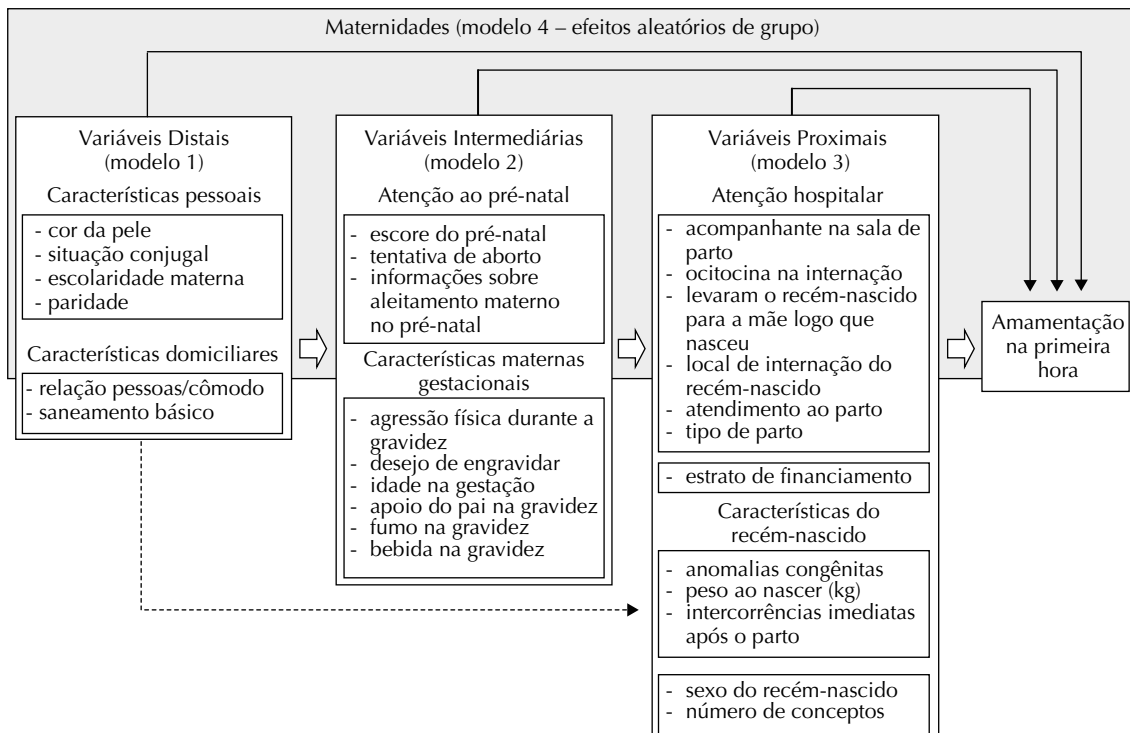 Maternidades (modelo 4 – efeitos aleatórios de grupo)
Variáveis Distais
(modelo 1)
Características pessoais
- cor da pele
- situação conjugal
- escolaridade materna
- paridade
Características domiciliares
- relação pessoas/cômodo
- saneamento básico
Variáveis Intermediárias
(modelo 2)
Atenção ao pré-natal
- escore do pré-natal
- tentativa de aborto
- informações sobre
aleitamento materno
no pré-natal
Características maternas
gestacionais
- agressão física durante a
gravidez
- desejo de engravidar
- idade na gestação
- apoio do pai na gravidez
- fumo na gravidez
- bebida na gravidez
Variáveis Proximais
(modelo 3)
Atenção hospitalar
- acompanhante na sala de
parto
- ocitocina na internação
- levaram o recém-nascido
para a mãe logo que
nasceu
- local de internação do
recém-nascido
- atendimento ao parto
- tipo de parto
- estrato de financiamento
Características do
recém-nascido
- anomalias congênitas
- peso ao nascer (kg)
- intercorrências imediatas
após o parto
- sexo do recém-nascido
- número de conceptos
Amamentação
na primeira
hora